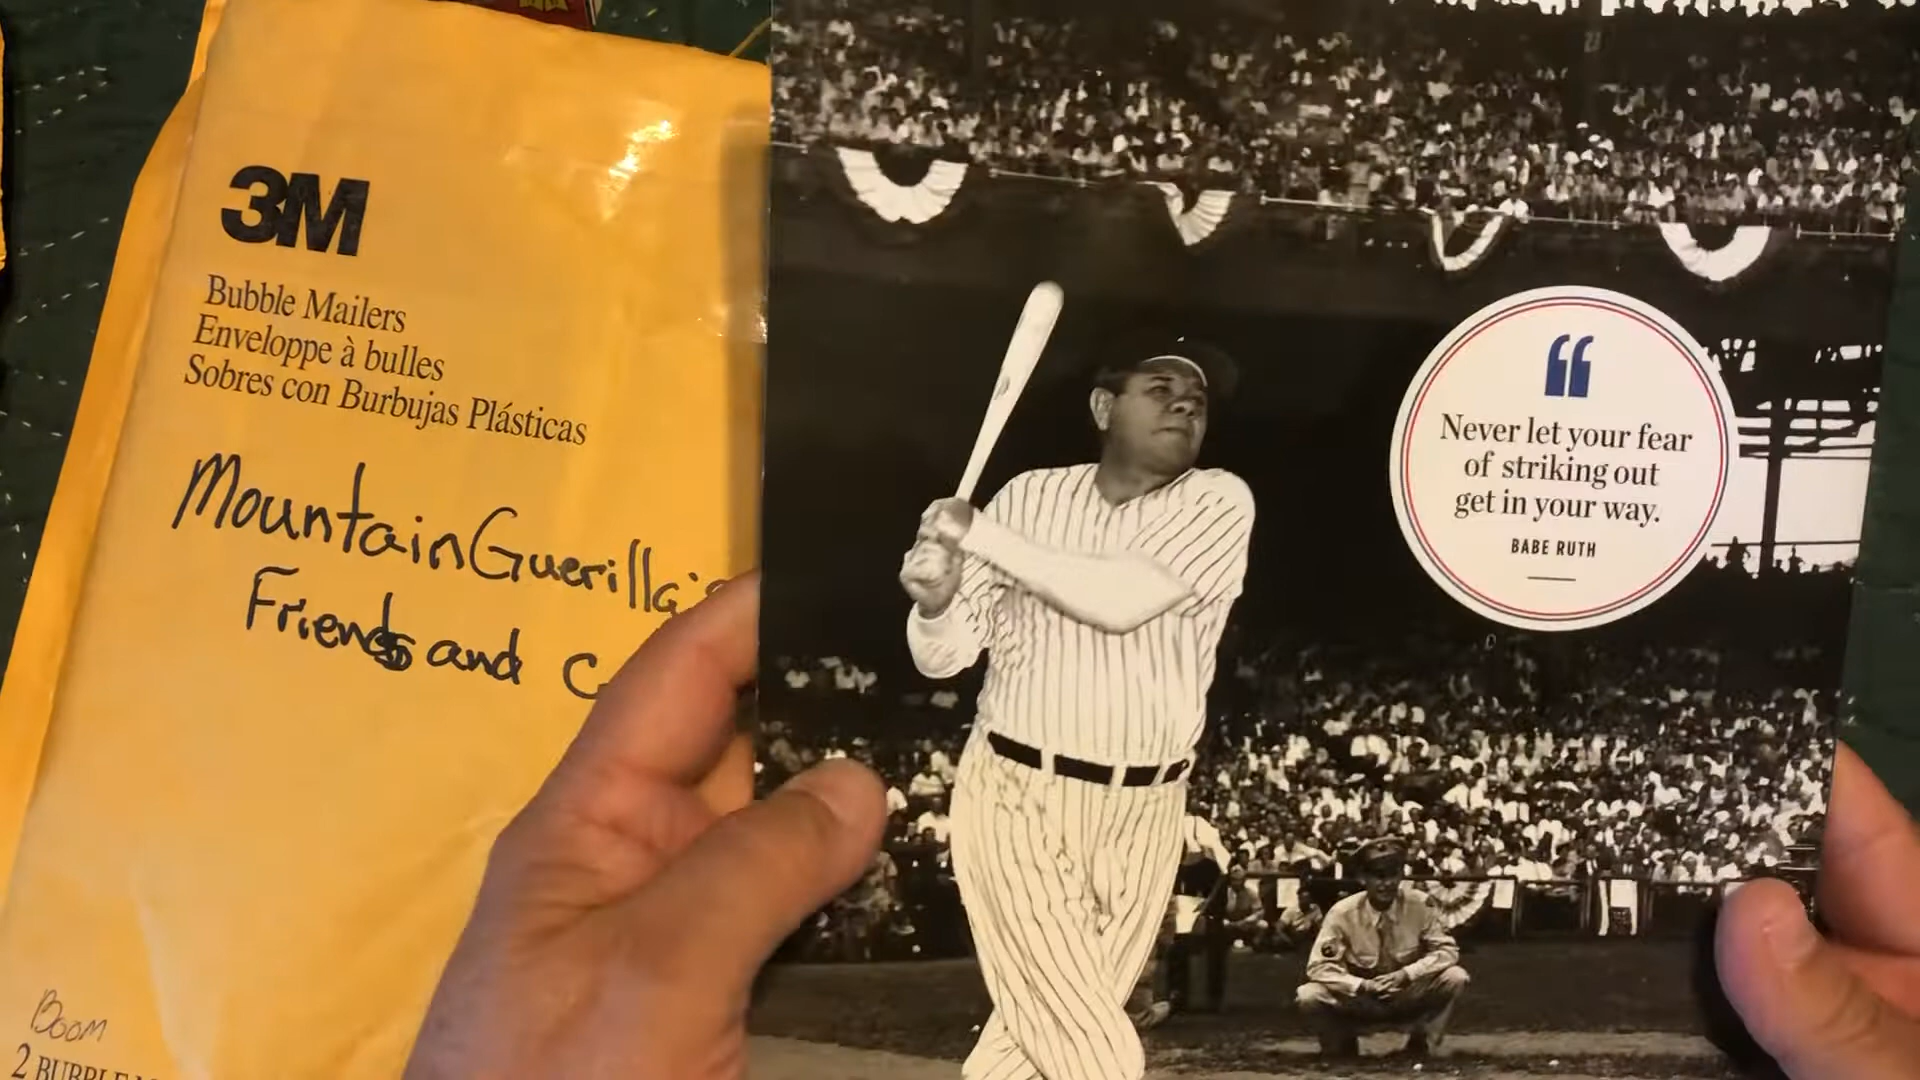 3M
Bubble Mailers
Enveloppe à bulles
Sobres con Burbujas Plásticas
MountainGuerilla's
Friends and
Boom
2 BUBBLE
“
Never let your fear
of striking out
get in your way.
BABE RUTH